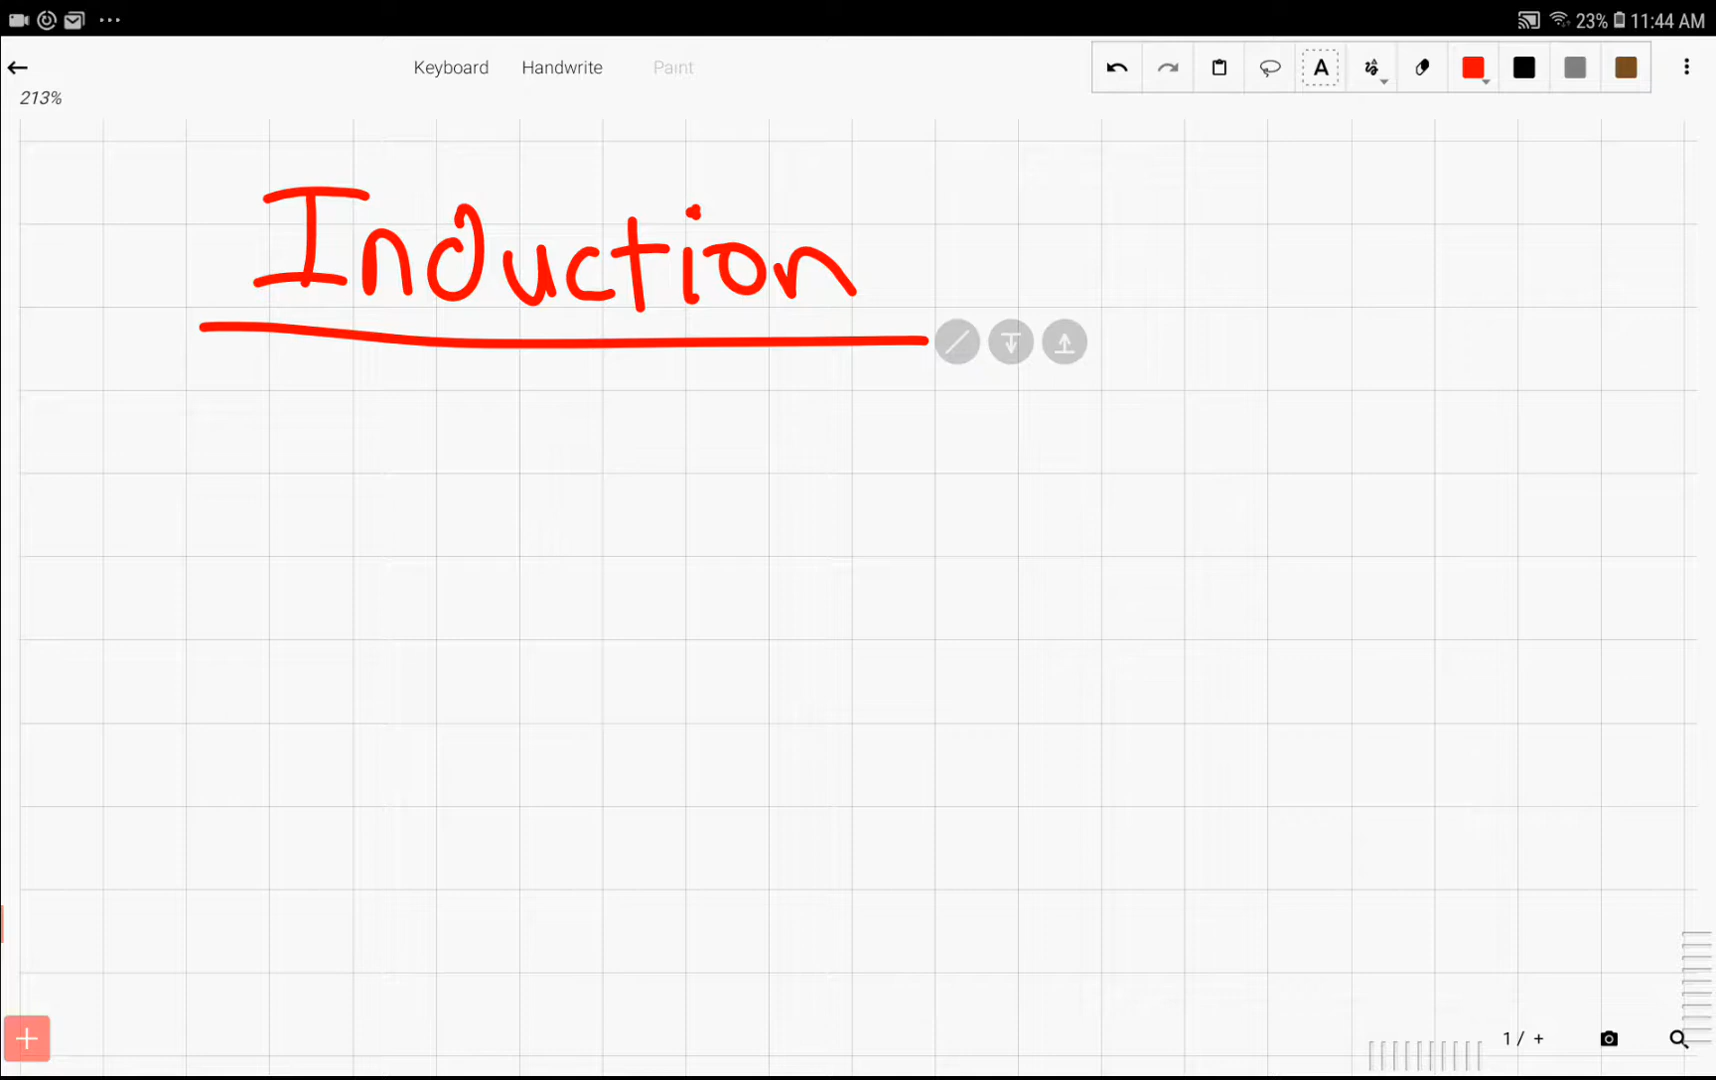 23% 11:44 AM
Keyboard Handwrite Paint
A
213%
Induction
1 / +